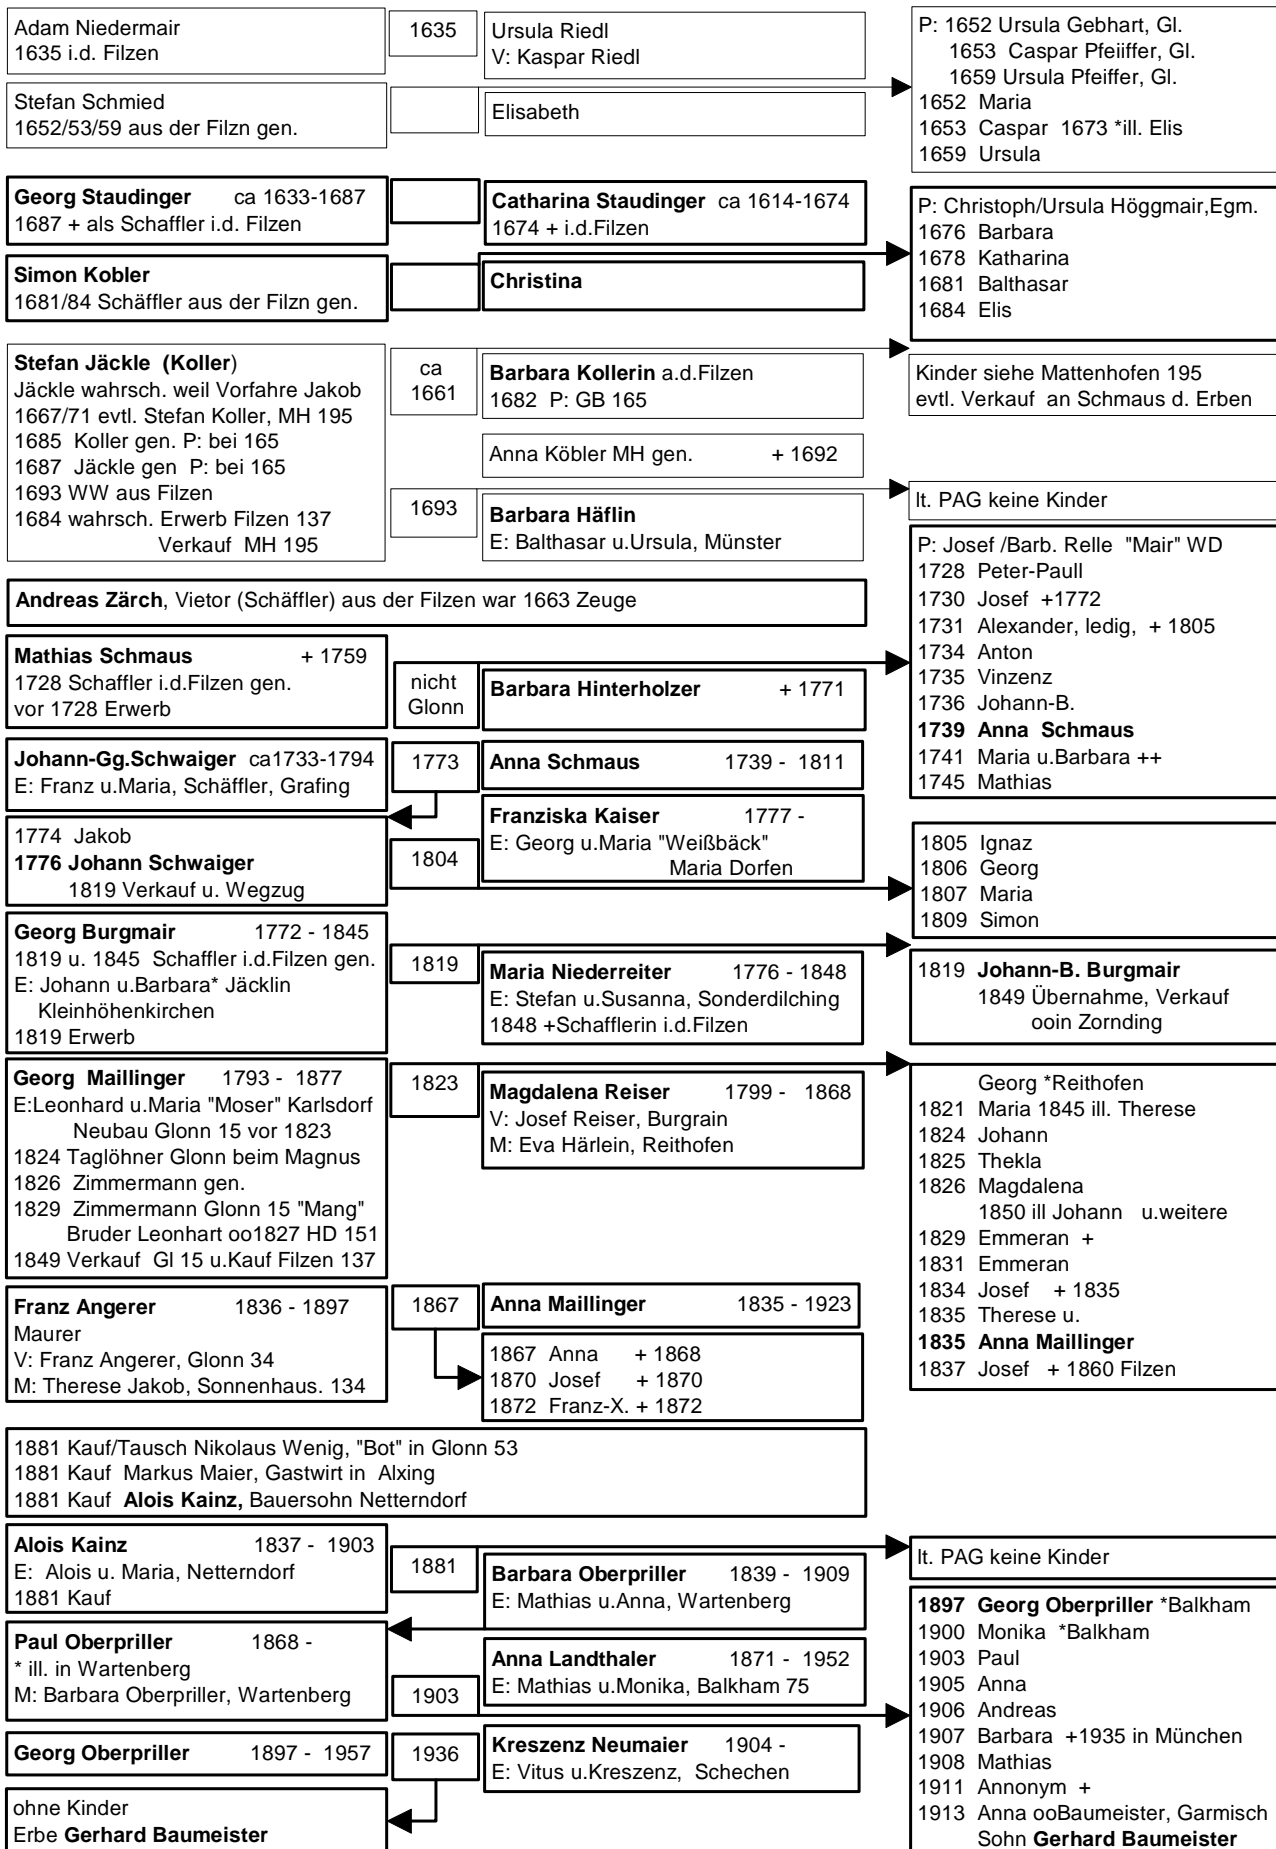 Adam Niedermair
1635 i.d. Filzen
1635
Ursula Riedl
V: Kaspar Riedl
P: 1652 Ursula Gebhart, Gl.
1653 Caspar Pfeiiffer, Gl.
1659 Ursula Pfeiffer, Gl.
1652 Maria
1653 Caspar 1673 *ill. Elis
1659 Ursula
Stefan Schmied
1652/53/59 aus der Filzn gen.
Elisabeth
Georg Staudinger ca 1633-1687
1687 + als Schaffler i.d. Filzen
Catharina Staudinger ca 1614-1674
1674 + i.d.Filzen
P: Christoph/Ursula Höggmair,Egm.
1676 Barbara
1678 Katharina
1681 Balthasar
1684 Elis
Simon Kobler
1681/84 Schäffler aus der Filzn gen.
Christina
Stefan Jäckle (Koller)
Jäckle wahrsch. weil Vorfahre Jakob
1667/71 evtl. Stefan Koller, MH 195
1685 Koller gen. P: bei 165
1687 Jäckle gen P: bei 165
1693 WW aus Filzen
1684 wahrsch. Erwerb Filzen 137
Verkauf MH 195
ca
1661
Barbara Kollerin a.d.Filzen
1682 P: GB 165
Kinder siehe Mattenhofen 195
evtl. Verkauf an Schmaus d. Erben
Anna Köbler MH gen. + 1692
1693
Barbara Häflin
E: Balthasar u.Ursula, Münster
lt. PAG keine Kinder
Andreas Zärch, Vietor (Schäffler) aus der Filzen war 1663 Zeuge
P: Josef /Barb. Relle "Mair" WD
1728 Peter-Paull
1730 Josef +1772
1731 Alexander, ledig, + 1805
1734 Anton
1735 Vinzenz
1736 Johann-B.
1739 Anna Schmaus
1741 Maria u.Barbara ++
1745 Mathias
Mathias Schmaus + 1759
1728 Schaffler i.d.Filzen gen.
vor 1728 Erwerb
nicht
Glonn
Barbara Hinterholzer + 1771
Johann-Gg.Schwaiger ca1733-1794
E: Franz u.Maria, Schäffler, Grafing
1773
Anna Schmaus 1739 - 1811
1774 Jakob
1776 Johann Schwaiger
1819 Verkauf u. Wegzug
1804
Franziska Kaiser 1777 -
E: Georg u.Maria "Weißbäck"
Maria Dorfen
1805 Ignaz
1806 Georg
1807 Maria
1809 Simon
Georg Burgmair 1772 - 1845
1819 u. 1845 Schaffler i.d.Filzen gen.
E: Johann u.Barbara* Jäcklin
Kleinhöhenkirchen
1819 Erwerb
1819
Maria Niederreiter 1776 - 1848
E: Stefan u.Susanna, Sonderdilching
1848 +Schafflerin i.d.Filzen
1819 Johann-B. Burgmair
1849 Übernahme, Verkauf
ooin Zornding
Georg Maillinger 1793 - 1877
E:Leonhard u.Maria "Moser" Karlsdorf
Neubau Glonn 15 vor 1823
1824 Taglöhner Glonn beim Magnus
1826 Zimmermann gen.
1829 Zimmermann Glonn 15 "Mang"
Bruder Leonhart oo1827 HD 151
1849 Verkauf Gl 15 u.Kauf Filzen 137
1823
Magdalena Reiser 1799 - 1868
V: Josef Reiser, Burgrain
M: Eva Härlein, Reithofen
Georg *Reithofen
1821 Maria 1845 ill. Therese
1824 Johann
1825 Thekla
1826 Magdalena
1850 ill Johann u.weitere
1829 Emmeran +
1831 Emmeran
1834 Josef + 1835
1835 Therese u.
1835 Anna Maillinger
1837 Josef + 1860 Filzen
Franz Angerer 1836 - 1897
Maurer
V: Franz Angerer, Glonn 34
M: Therese Jakob, Sonnenhaus. 134
1867
Anna Maillinger 1835 - 1923
1867 Anna + 1868
1870 Josef + 1870
1872 Franz-X. + 1872
1881 Kauf/Tausch Nikolaus Wenig, "Bot" in Glonn 53
1881 Kauf Markus Maier, Gastwirt in Alxing
1881 Kauf Alois Kainz, Bauersohn Netterndorf
Alois Kainz 1837 - 1903
E: Alois u. Maria, Netterndorf
1881 Kauf
1881
Barbara Oberpriller 1839 - 1909
E: Mathias u.Anna, Wartenberg
lt. PAG keine Kinder
Paul Oberpriller 1868 -
* ill. in Wartenberg
M: Barbara Oberpriller, Wartenberg
1903
Anna Landthaler 1871 - 1952
E: Mathias u.Monika, Balkham 75
1897 Georg Oberpriller *Balkham
1900 Monika *Balkham
1903 Paul
1905 Anna
1906 Andreas
1907 Barbara +1935 in München
1908 Mathias
1911 Annonym +
1913 Anna ooBaumeister, Garmisch
Sohn Gerhard Baumeister
Georg Oberpriller 1897 - 1957
1936
Kreszenz Neumaier 1904 -
E: Vitus u.Kreszenz, Schechen
ohne Kinder
Erbe Gerhard Baumeister